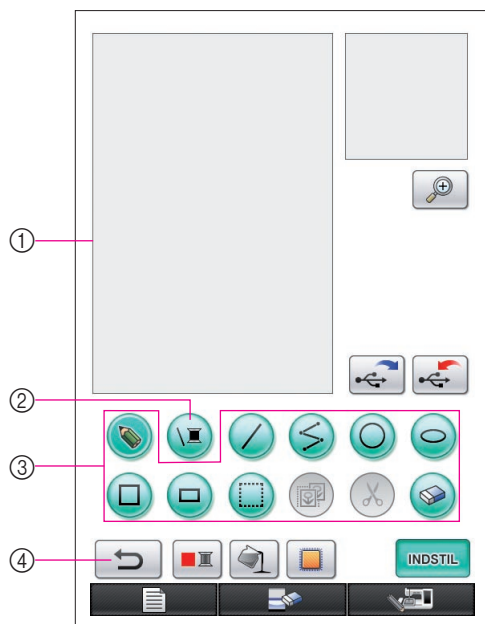 ①
②
③
④
INDSTIL